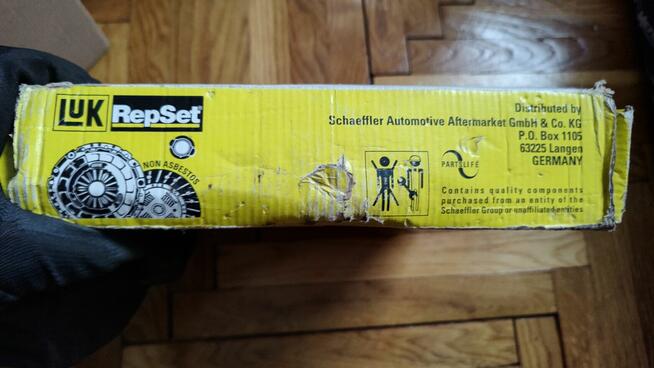 LuK RepSet®
NON ASBESTOS
Distributed by
Schaeffler Automotive Aftermarket GmbH & Co. KG
P.O. Box 1105
63225 Langen
GERMANY
PARTSLIFE
Contains quality components
purchased from an entity of the
Schaeffler Group or unaffiliated entities